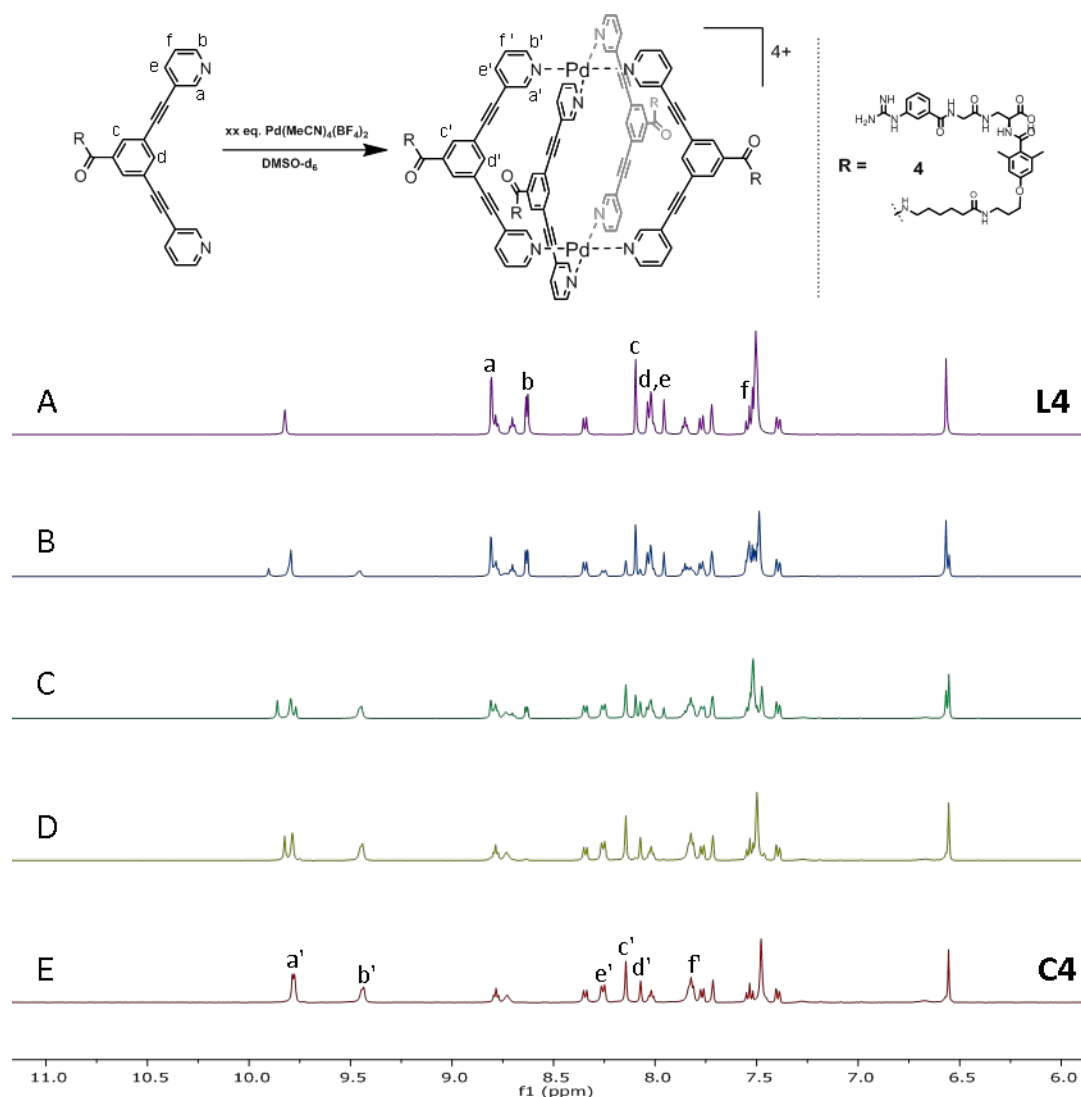 f b
e N
a
c
R
d
O
N
xx eq. Pd(MeCN)4(BF4)2
DMSO-d6
f' b'
e' N Pd N
a' N N
c' O R
d'
O R
O R
O R
N N
N Pd N
N
4+
NH
H2N N H
O
H N
N H
O
H N
O
OH
HN O
R = 4
O
N H
O
N H
A a b c d,e f L4
B
C
D
E a' b' e' c' d' f' C4
11.0 10.5 10.0 9.5 9.0 8.5 8.0 7.5 7.0 6.5 6.0
f1 (ppm)